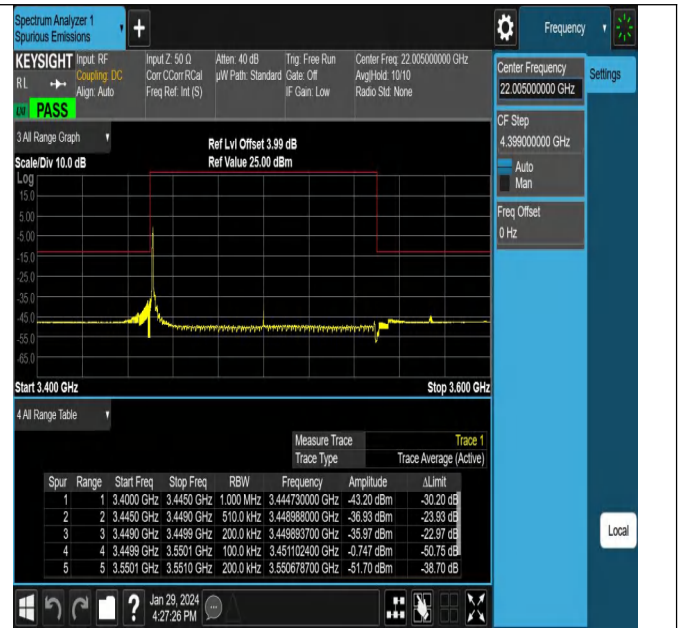 Spectrum Analyzer 1
Spurious Emissions
+
Frequency
KEYSIGHT Input: RF Input Z: 50 Ω Atten: 40 dB Trig: Free Run Center Freq: 22.005000000 GHz
RL Coupling: DC Corr CCorr RCal µW Path: Standard Gate: Off Avg|Hold: 10/10
Align: Auto Freq Ref: Int (S) IF Gain: Low Radio Std: None
PASS
Center Frequency
22.005000000 GHz
Settings
CF Step
4.399000000 GHz
Auto
Man
Freq Offset
0 Hz
Local
3 All Range Graph
Ref Lvl Offset 3.99 dB
Scale/Div 10.0 dB Ref Value 25.00 dBm
Log
15.0
5.00
-5.00
-15.0
-25.0
-35.0
-45.0
-55.0
-65.0
Start 3.400 GHz Stop 3.600 GHz
4 All Range Table
Measure Trace Trace 1
Trace Type Trace Average (Active)
Spur Range Start Freq Stop Freq RBW Frequency Amplitude ΔLimit
1 1 3.4000 GHz 3.4450 GHz 1.000 MHz 3.444730000 GHz -43.20 dBm -30.20 dB
2 2 3.4450 GHz 3.4490 GHz 510.0 kHz 3.448988000 GHz -36.93 dBm -23.93 dB
3 3 3.4490 GHz 3.4499 GHz 200.0 kHz 3.449893700 GHz -35.97 dBm -22.97 dB
4 4 3.4499 GHz 3.5501 GHz 100.0 kHz 3.451102400 GHz -0.747 dBm -50.75 dB
5 5 3.5501 GHz 3.5510 GHz 200.0 kHz 3.550678700 GHz -51.70 dBm -38.70 dB
?
Jan 29, 2024
4:27:26 PM